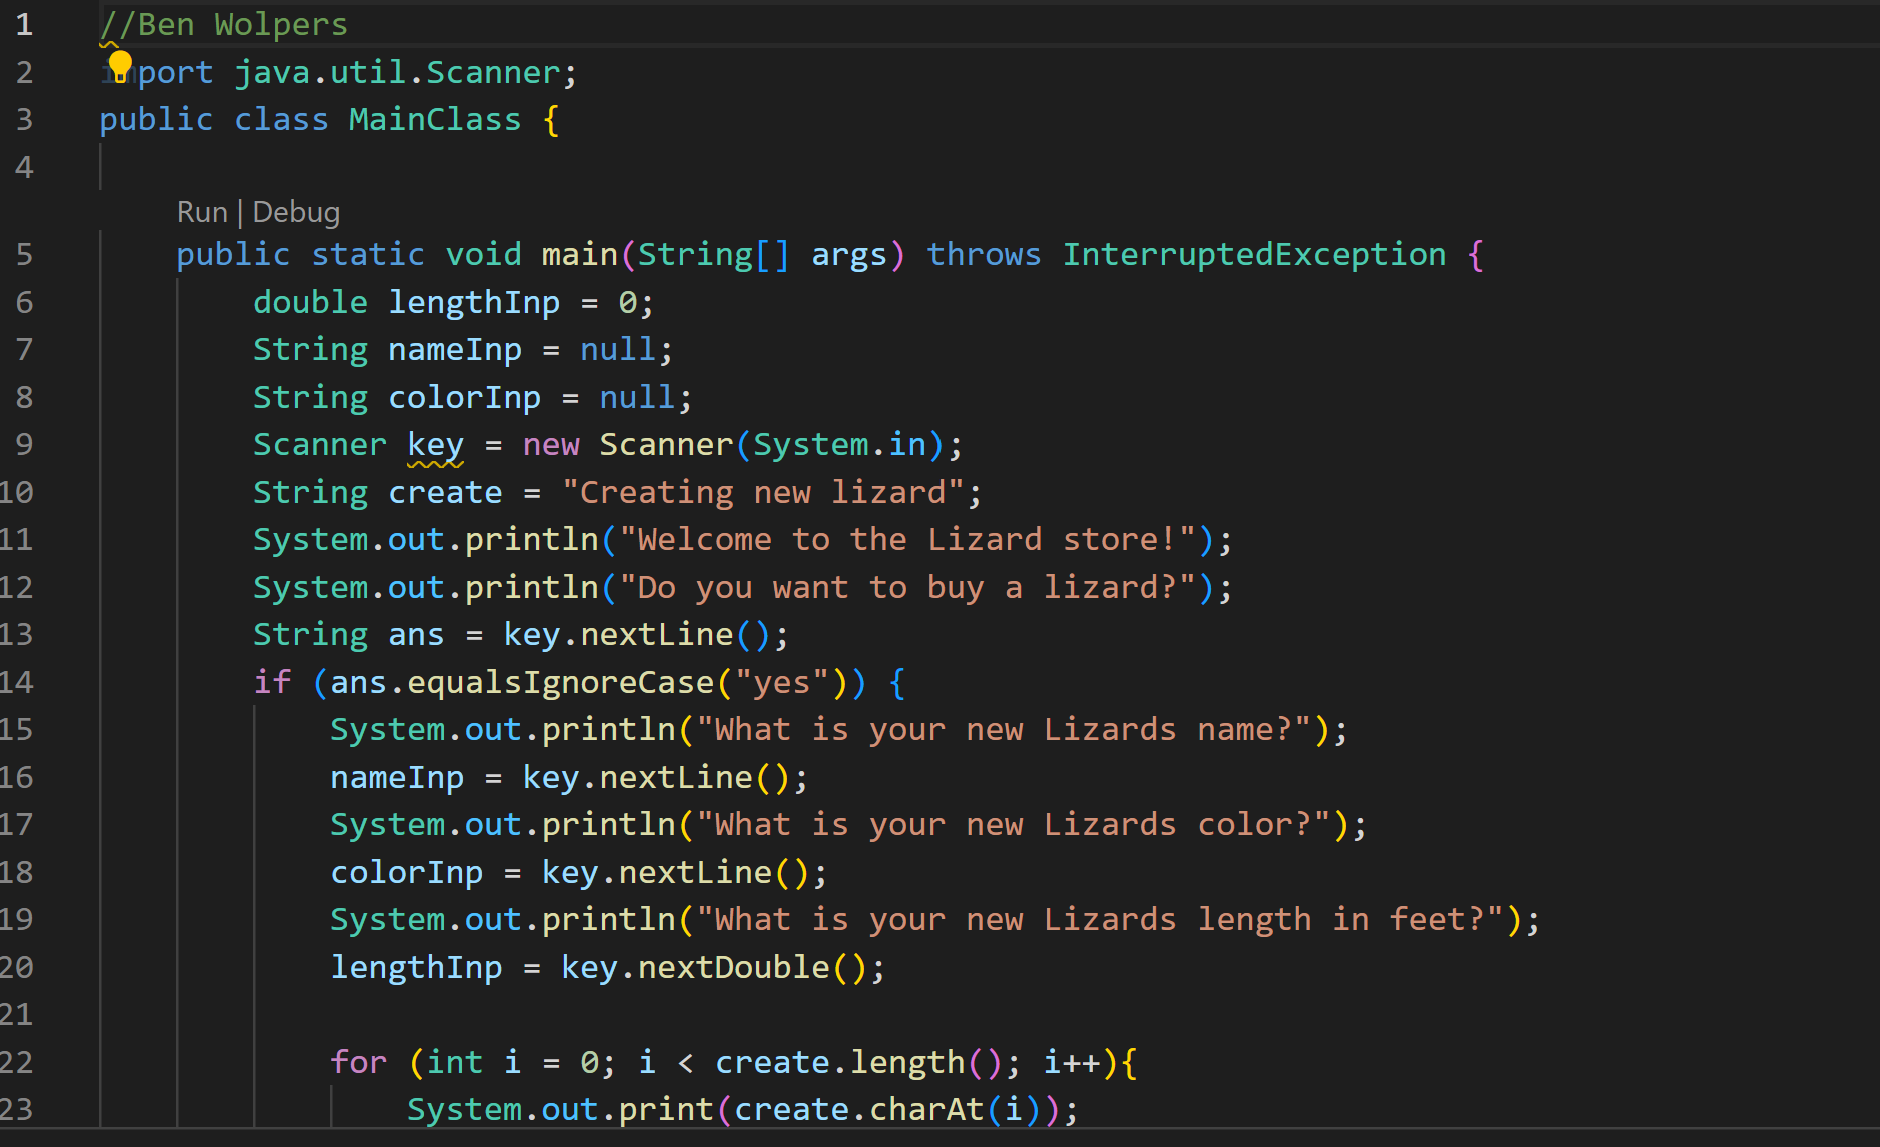 1 //Ben Wolpers
2 import java.util.Scanner;
3 public class MainClass {
4
Run | Debug
5 public static void main(String[] args) throws InterruptedException {
6 double lengthInp = 0;
7 String nameInp = null;
8 String colorInp = null;
9 Scanner key = new Scanner(System.in);
10 String create = "Creating new lizard";
11 System.out.println("Welcome to the Lizard store!");
12 System.out.println("Do you want to buy a lizard?");
13 String ans = key.nextLine();
14 if (ans.equalsIgnoreCase("yes")) {
15 System.out.println("What is your new Lizards name?");
16 nameInp = key.nextLine();
17 System.out.println("What is your new Lizards color?");
18 colorInp = key.nextLine();
19 System.out.println("What is your new Lizards length in feet?");
20 lengthInp = key.nextDouble();
21
22 for (int i = 0; i < create.length(); i++){
23 System.out.print(create.charAt(i));